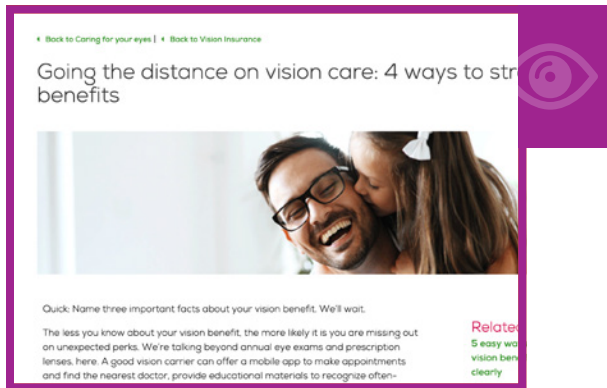 Back to Caring for your eyes | Back to Vision Insurance
Going the distance on vision care: 4 ways to
benefits
Quick: Name three important facts about your vision benefit. We'll wait.
The less you know about your vision benefit, the more likely it is you are missing out
on unexpected perks. We're talking beyond annual eye exams and prescription
lenses, here. A good vision carrier can offer a mobile app to make appointments
and find the nearest doctor, provide educational materials to recognize often-
Related
5 easy
vision
clearly